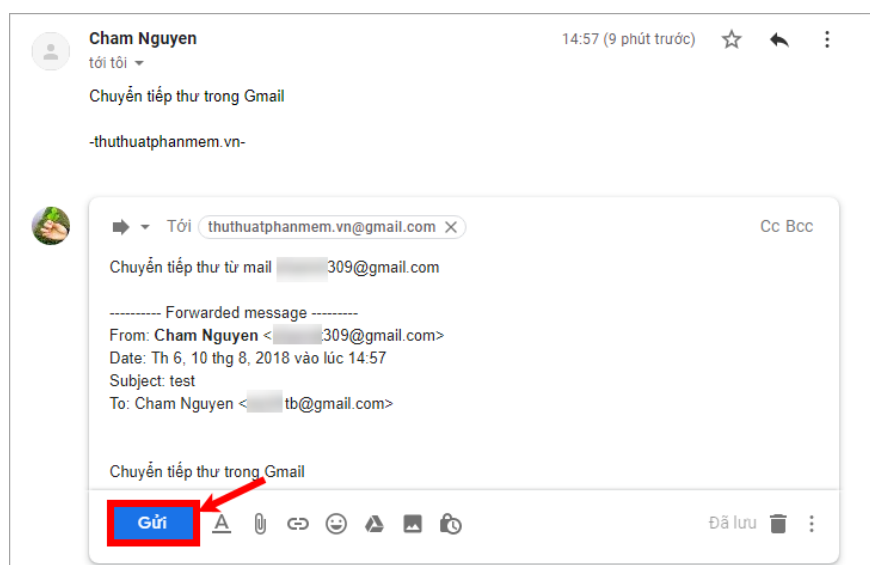 Cham Nguyen
14:57 (9 phút trước)
tới tôi
Chuyển tiếp thư trong Gmail
-thuthuatphanmem.vn-
Tới thuthuatphanmem.vn@gmail.com
Cc Bcc
Chuyển tiếp thư từ mail 309@gmail.com
---------- Forwarded message ---------
From: Cham Nguyen < 309@gmail.com>
Date: Th 6, 10 thg 8, 2018 vào lúc 14:57
Subject: test
To: Cham Nguyen < tb@gmail.com>
Chuyển tiếp thư trong Gmail
Gửi
A
Đã lưu